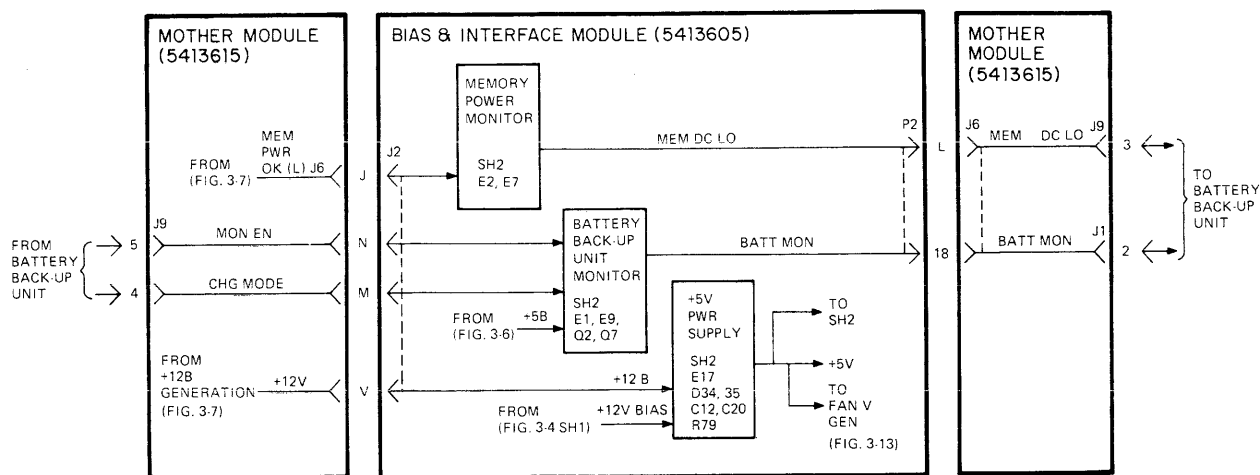 MOTHER MODULE
(5413615)
BIAS & INTERFACE MODULE (5413605)
MOTHER
MODULE
(5413615)
MEMORY
POWER
MONITOR
SH2
E2, E7
MEM
PWR
OK (L) J6
FROM
(FIG. 3-7)
J2
J
MEM DC LO
P2
L
J6
MEM DC LO
J9
3
FROM
BATTERY
BACK-UP
UNIT
5
J9
MON EN
N
4
CHG MODE
M
BATTERY
BACK-UP
UNIT
MONITOR
SH2
E1, E9,
Q2, Q7
FROM
(FIG. 3-6)
+5B
BATT MON
18
BATT MON
J1
2
TO
BATTERY
BACK-UP
UNIT
+5V
PWR
SUPPLY
SH2
E17
D34, 35
C12, C20
R79
TO
SH2
+5V
TO
FAN V
GEN
(FIG. 3-13)
FROM
+12B
GENERATION
(FIG. 3-7)
+12V
V
+12 B
FROM
(FIG. 3-4 SH1)
+12V BIAS